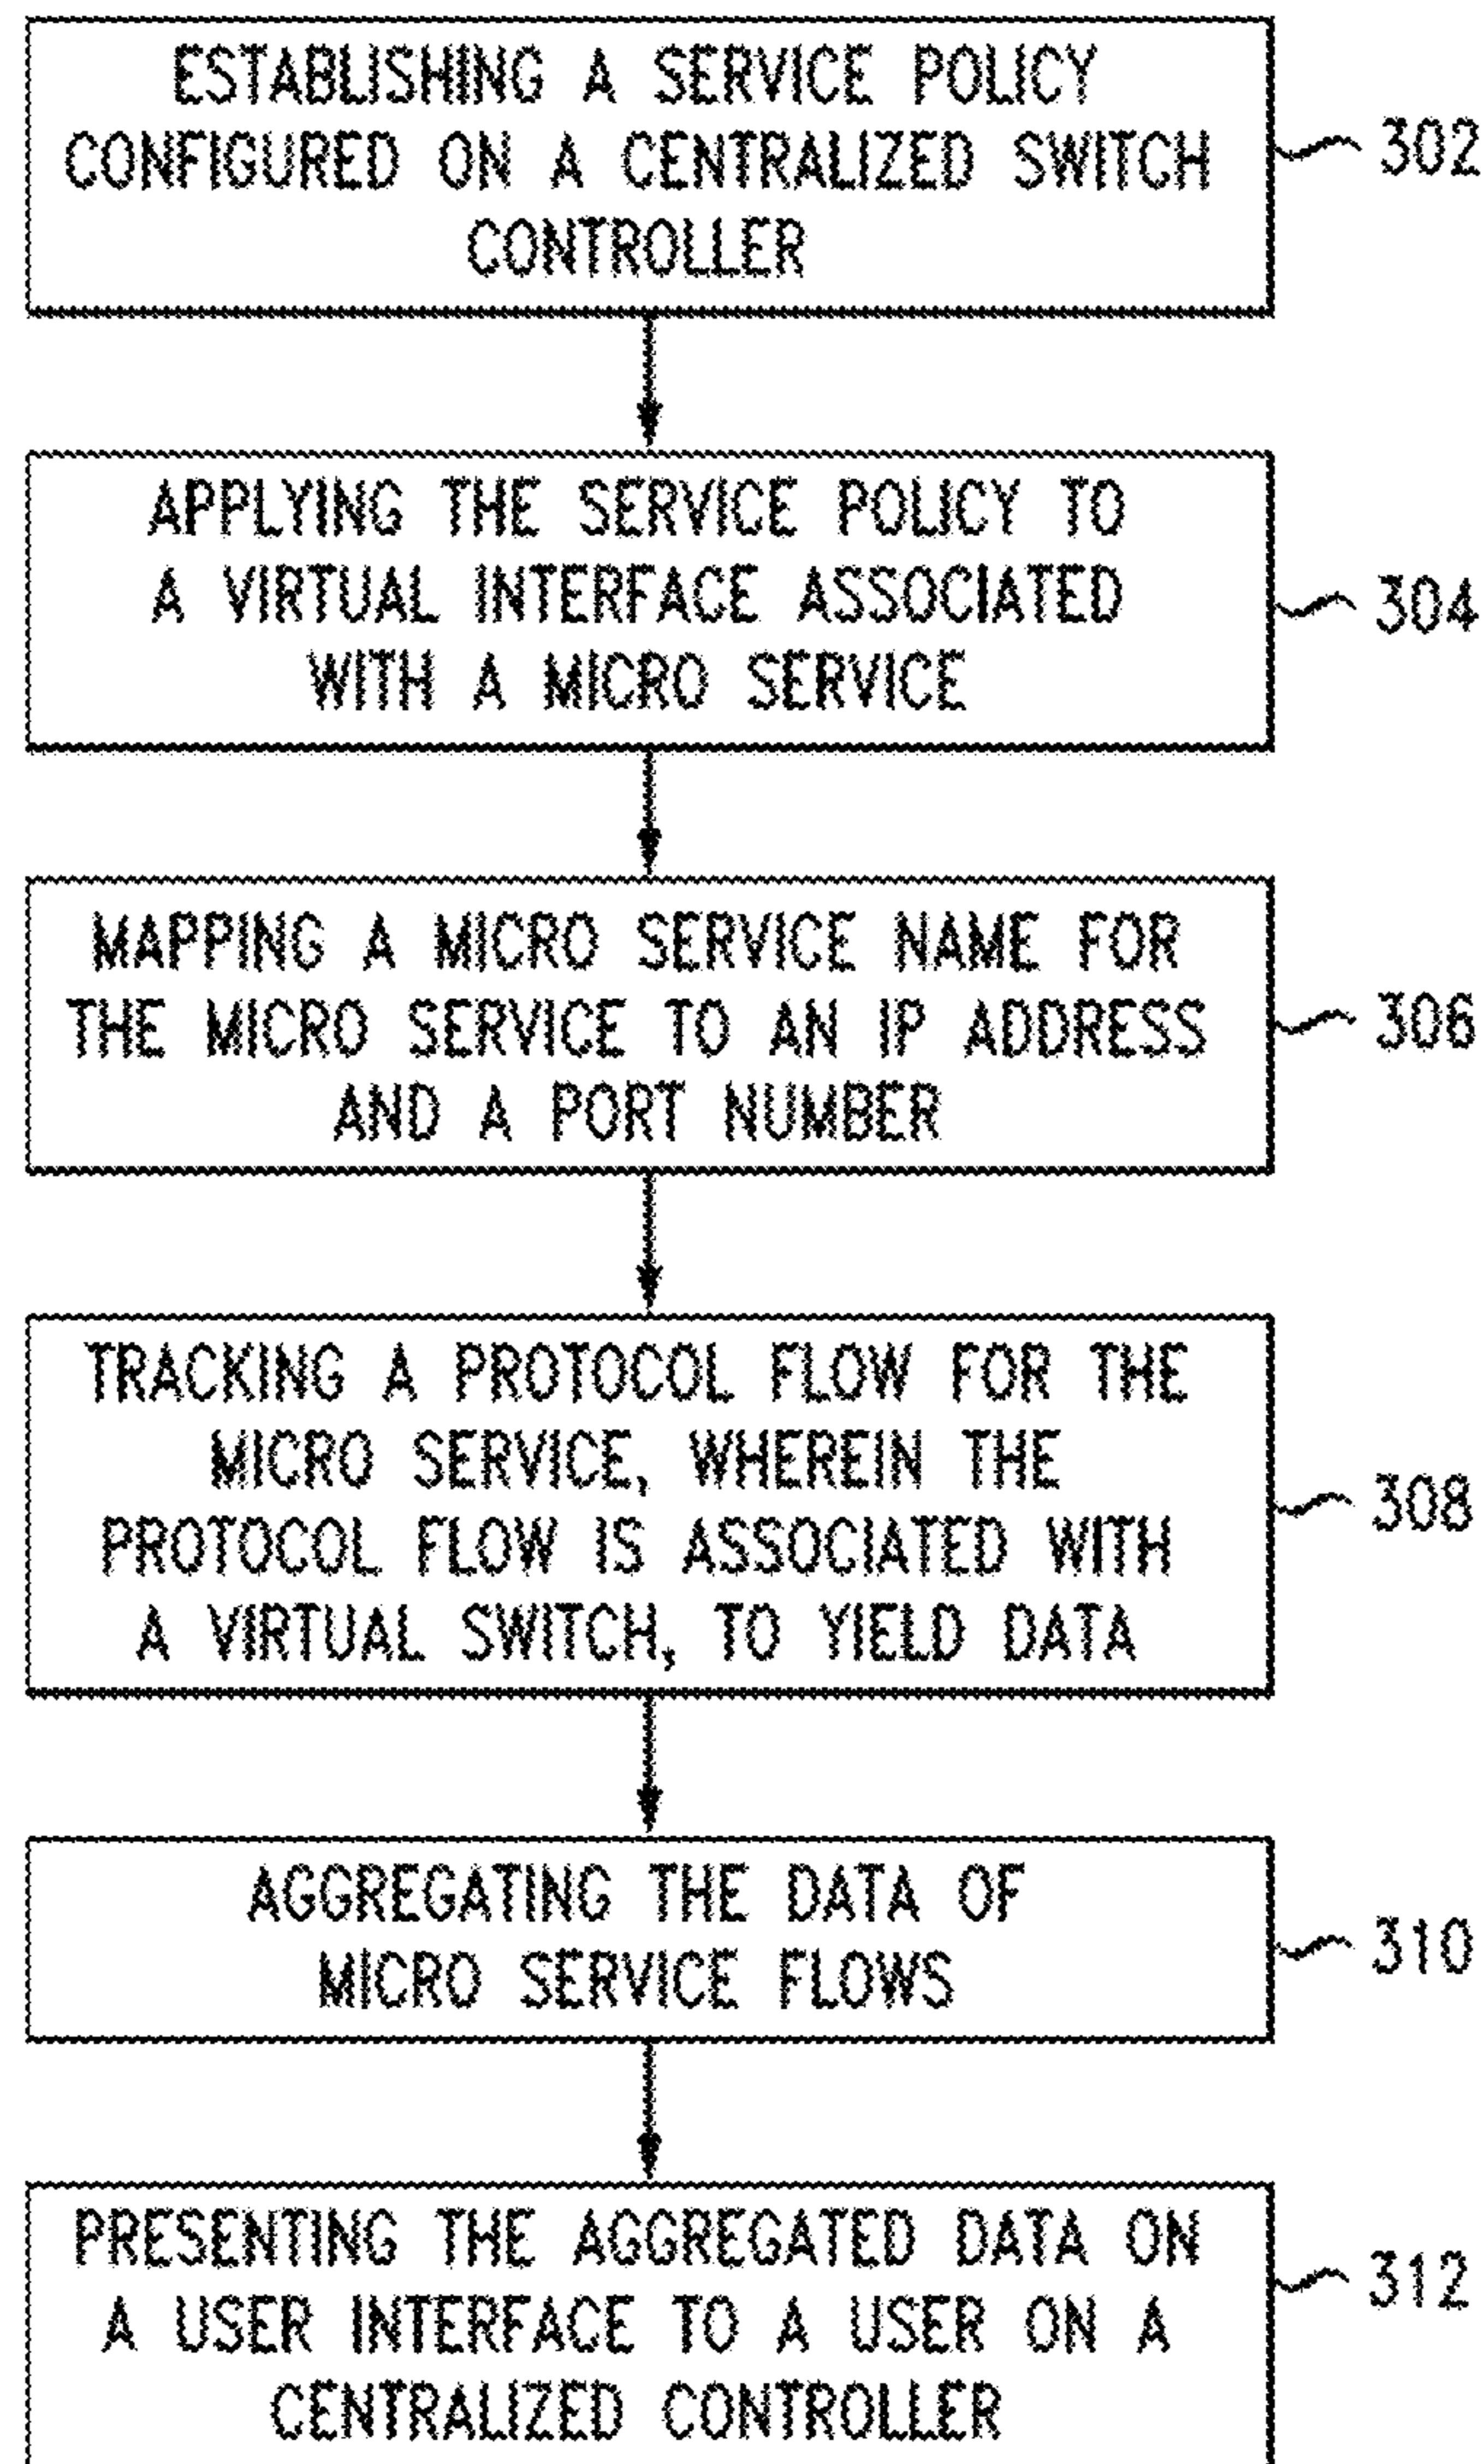 ESTABLISHING A SERVICE POLICY
CONFIGURED ON A CENTRALIZED SWITCH
CONTROLLER
302
APPLYING THE SERVICE POLICY TO
A VIRTUAL INTERFACE ASSOCIATED
WITH A MICRO SERVICE
304
MAPPING A MICRO SERVICE NAME FOR
THE MICRO SERVICE TO AN IP ADDRESS
AND A PORT NUMBER
306
TRACKING A PROTOCOL FLOW FOR THE
MICRO SERVICE, WHEREIN THE
PROTOCOL FLOW IS ASSOCIATED WITH
A VIRTUAL SWITCH, TO YIELD DATA
308
AGGREGATING THE DATA OF
MICRO SERVICE FLOWS
310
PRESENTING THE AGGREGATED DATA ON
A USER INTERFACE TO A USER ON A
CENTRALIZED CONTROLLER
312